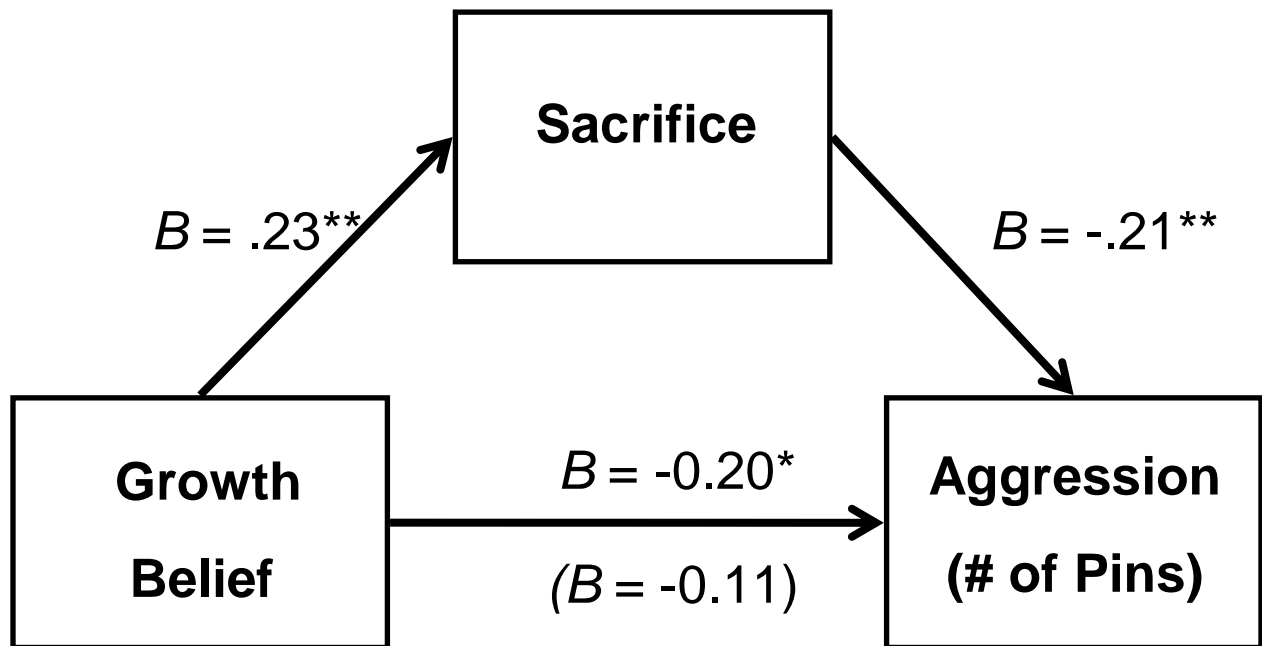 Sacrifice
B = .23**
B = -.21**
Growth
Belief
B = -0.20*
(B = -0.11)
Aggression
(# of Pins)